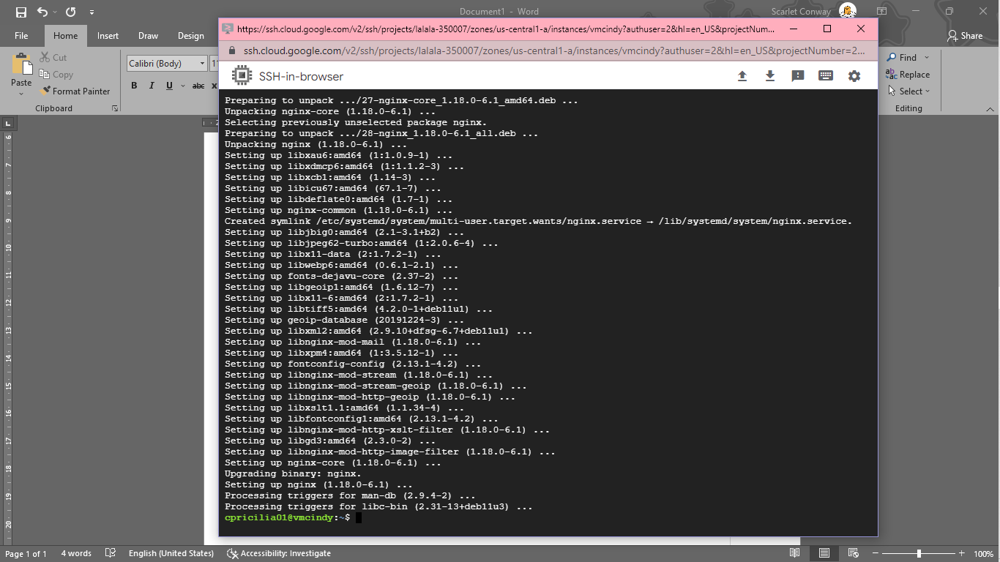 Document1 - Word
Scarlet Conway
File
Home
Insert
Draw
Design
Share
Paste
Cut
Copy
Format Painter
Clipboard
Calibri (Body)
11
B
I
U
abc
x
Find
Replace
Select
Editing
https://ssh.cloud.google.com/v2/ssh/projects/lalala-350007/zones/us-central1-a/instances/vmcindy?authuser=2&hl=en_US&projectNum...
ssh.cloud.google.com/v2/ssh/projects/lalala-350007/zones/us-central1-a/instances/vmcindy?authuser=2&hl=en_US&projectNumber=2...
SSH-in-browser
Preparing to unpack .../27-nginx-core_1.18.0-6.1_amd64.deb ...
Unpacking nginx-core (1.18.0-6.1) ...
Selecting previously unselected package nginx.
Preparing to unpack .../28-nginx_1.18.0-6.1_all.deb ...
Unpacking nginx (1.18.0-6.1) ...
Setting up libxau6:amd64 (1:1.0.9-1) ...
Setting up libxdmcp6:amd64 (1:1.1.2-3) ...
Setting up libxcb1:amd64 (1.14-3) ...
Setting up libicu67:amd64 (67.1-7) ...
Setting up libdeflate0:amd64 (1.7-1) ...
Setting up nginx-common (1.18.0-6.1) ...
Created symlink /etc/systemd/system/multi-user.target.wants/nginx.service → /lib/systemd/system/nginx.service.
Setting up libjbig0:amd64 (2.1-3.1+b2) ...
Setting up libjpeg62-turbo:amd64 (1:2.0.6-4) ...
Setting up libx11-data (2:1.7.2-1) ...
Setting up libwebp6:amd64 (0.6.1-2.1) ...
Setting up fonts-dejavu-core (2.37-2) ...
Setting up libgeoip1:amd64 (1.6.12-7) ...
Setting up libx11-6:amd64 (2:1.7.2-1) ...
Setting up libtiff5:amd64 (4.2.0-1+deb11u1) ...
Setting up geoip-database (20191224-3) ...
Setting up libxml2:amd64 (2.9.10+dfsg-6.7+deb11u1) ...
Setting up libnginx-mod-mail (1.18.0-6.1) ...
Setting up libxpm4:amd64 (1:3.5.12-1) ...
Setting up fontconfig-config (2.13.1-4.2) ...
Setting up libnginx-mod-stream (1.18.0-6.1) ...
Setting up libnginx-mod-stream-geoip (1.18.0-6.1) ...
Setting up libnginx-mod-http-geoip (1.18.0-6.1) ...
Setting up libxslt1.1:amd64 (1.1.34-4) ...
Setting up libfontconfig1:amd64 (2.13.1-4.2) ...
Setting up libnginx-mod-http-xslt-filter (1.18.0-6.1) ...
Setting up libgd3:amd64 (2.3.0-2) ...
Setting up libnginx-mod-http-image-filter (1.18.0-6.1) ...
Setting up nginx-core (1.18.0-6.1) ...
Upgrading binary: nginx.
Setting up nginx (1.18.0-6.1) ...
Processing triggers for man-db (2.9.4-2) ...
Processing triggers for libc-bin (2.31-13+deb11u3) ...
cpricilia01@vmcindy:~$
6
7
8
9
10
11
12
13
14
15
16
17
18
19
20
Page 1 of 1
4 words
English (United States)
Accessibility: Investigate
100%